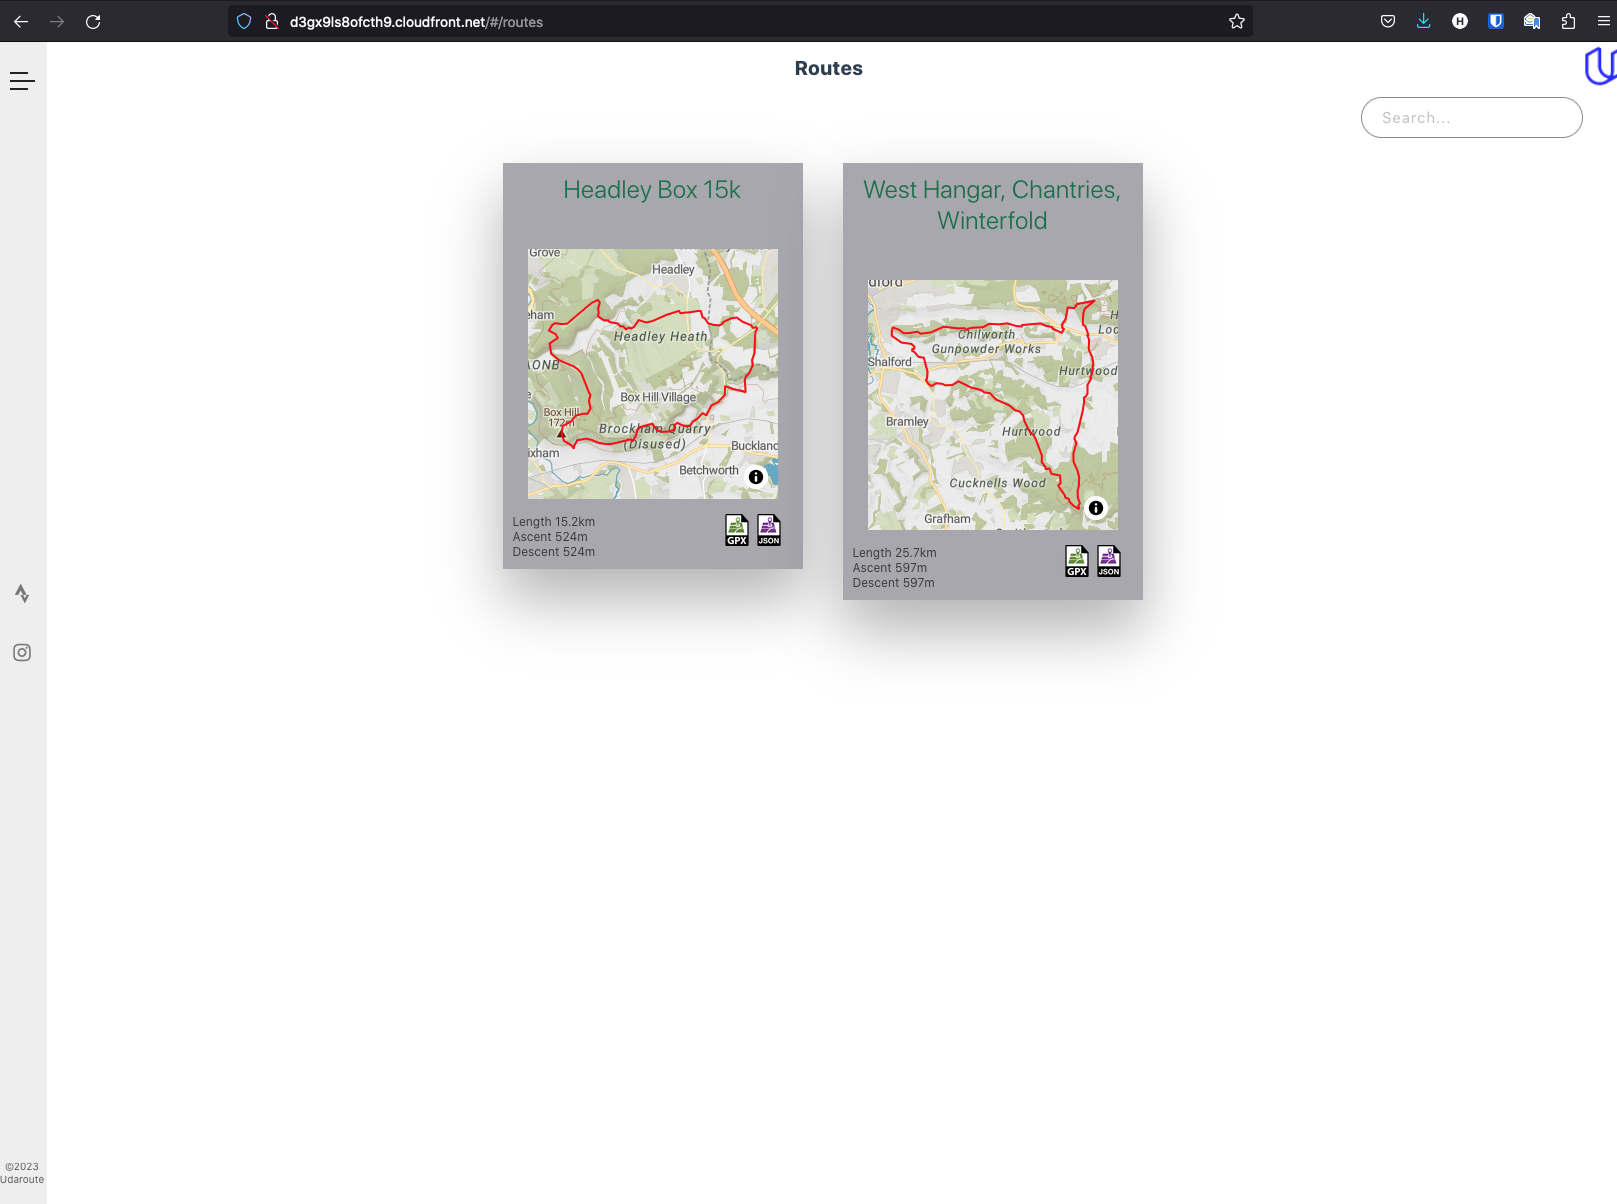 d3gx9ls8ofcth9.cloudfront.net/#/routes
H
Routes
Search...
Headley Box 15k
Grove
Headley
ham
Headley Heath
AONB
Box Hill Village
Box Hill
172m
Brockham Quarry
(Disused)
Buckland
ixham
Betchworth
Length 15.2km
Ascent 524m
Descent 524m
GPX
JSON
West Hangar, Chantries,
Winterfold
dford
H
Loc
Chilworth
Gunpowder Works
Shalford
Hurtwood
Bramley
Hurtwood
Cucknells Wood
Grafham
Length 25.7km
Ascent 597m
Descent 597m
GPX
JSON
©2023
Udaroute